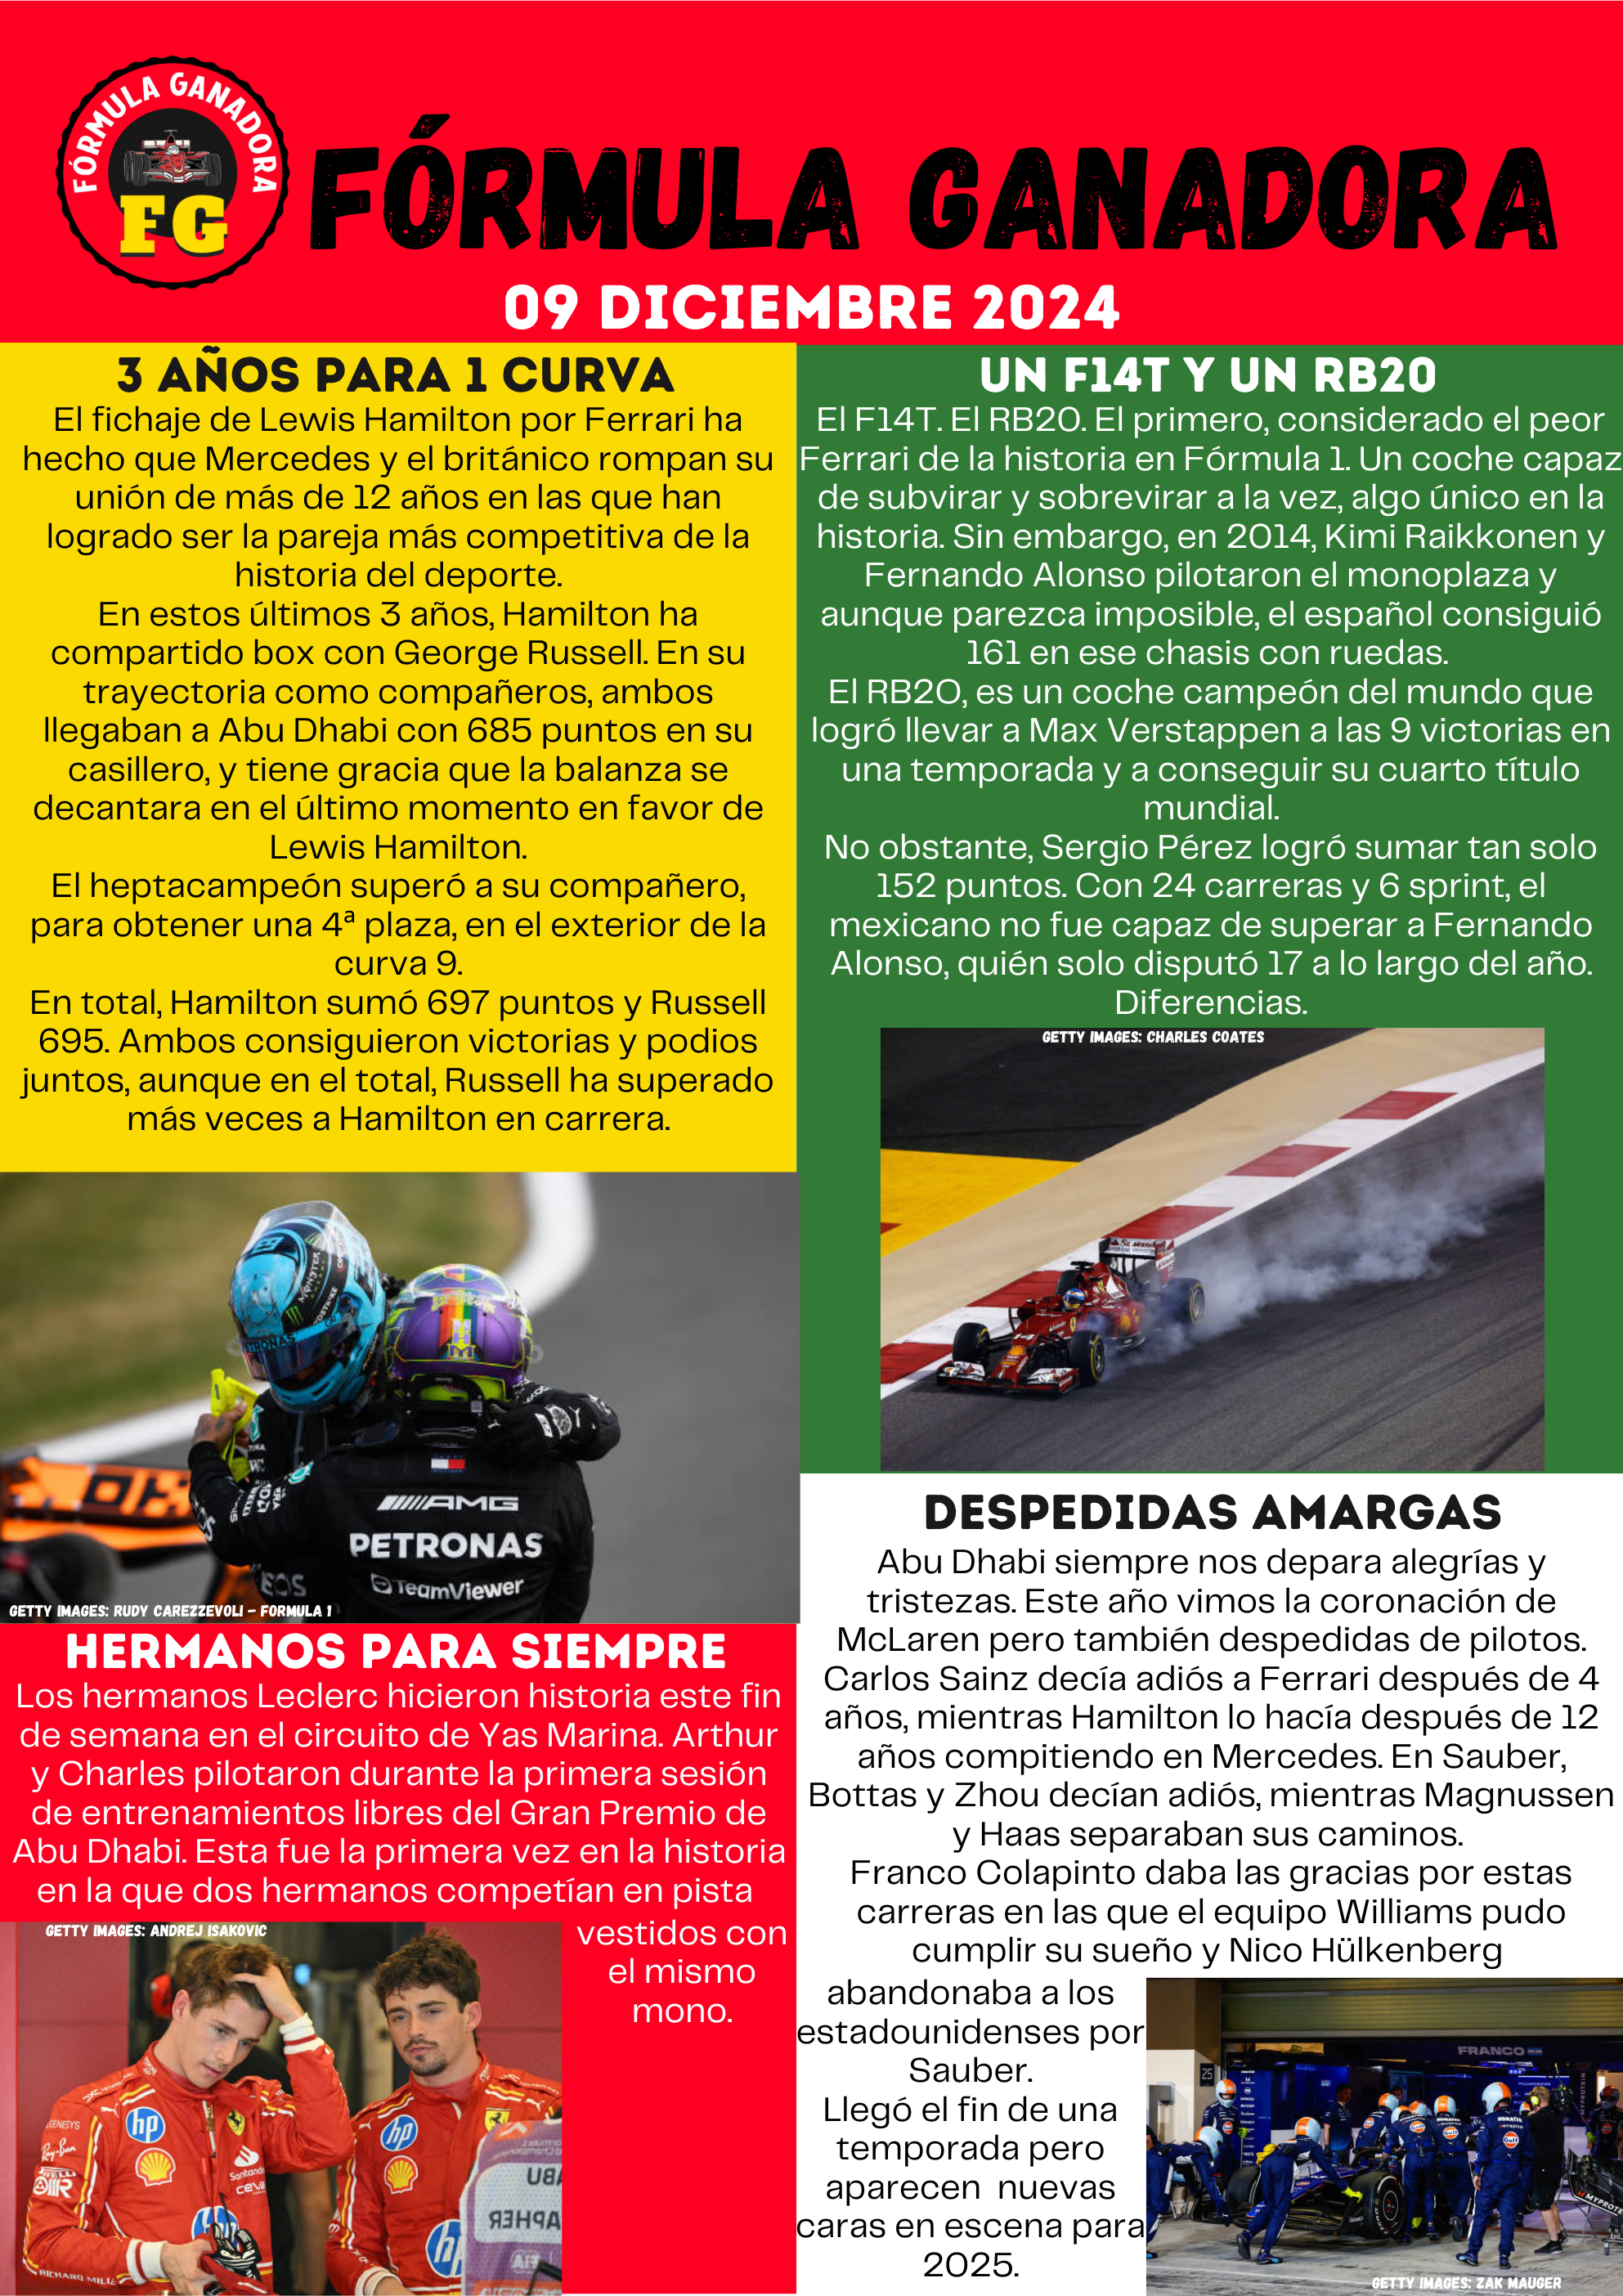 FÓRMULA GANADORA
FG
FÓRMULA GANADORA
09 DICIEMBRE 2024
3 AÑOS PARA 1 CURVA
El fichaje de Lewis Hamilton por Ferrari ha
hecho que Mercedes y el británico rompan su
unión de más de 12 años en las que han
logrado ser la pareja más competitiva de la
historia del deporte.
En estos últimos 3 años, Hamilton ha
compartido box con George Russell. En su
trayectoria como compañeros, ambos
llegaban a Abu Dhabi con 685 puntos en su
casillero, y tiene gracia que la balanza se
decantara en el último momento en favor de
Lewis Hamilton.
El heptacampeón superó a su compañero,
para obtener una 4ª plaza, en el exterior de la
curva 9.
En total, Hamilton sumó 697 puntos y Russell
695. Ambos consiguieron victorias y podios
juntos, aunque en el total, Russell ha superado
más veces a Hamilton en carrera.
MONSTER
PETRONAS
AMG
PETRONAS
TeamViewer
GETTY IMAGES: RUDY CAREZZEVOLI - FORMULA 1
HERMANOS PARA SIEMPRE
Los hermanos Leclerc hicieron historia este fin
de semana en el circuito de Yas Marina. Arthur
y Charles pilotaron durante la primera sesión
de entrenamientos libres del Gran Premio de
Abu Dhabi. Esta fue la primera vez en la historia
en la que dos hermanos competían en pista
vestidos con
el mismo
mono.
GETTY IMAGES: ANDREJ ISAKOVIC
GENESYS
Ray-Ban
hp
Santander
ceva
RICHARD MILLE
hp
hp
UN F14T Y UN RB20
El F14T. El RB20. El primero, considerado el peor
Ferrari de la historia en Fórmula 1. Un coche capaz
de subvirar y sobrevirar a la vez, algo único en la
historia. Sin embargo, en 2014, Kimi Raikkonen y
Fernando Alonso pilotaron el monoplaza y
aunque parezca imposible, el español consiguió
161 en ese chasis con ruedas.
El RB20, es un coche campeón del mundo que
logró llevar a Max Verstappen a las 9 victorias en
una temporada y a conseguir su cuarto título
mundial.
No obstante, Sergio Pérez logró sumar tan solo
152 puntos. Con 24 carreras y 6 sprint, el
mexicano no fue capaz de superar a Fernando
Alonso, quién solo disputó 17 a lo largo del año.
Diferencias.
GETTY IMAGES: CHARLES COATES
Santander
14
DESPEDIDAS AMARGAS
Abu Dhabi siempre nos depara alegrías y
tristezas. Este año vimos la coronación de
McLaren pero también despedidas de pilotos.
Carlos Sainz decía adiós a Ferrari después de 4
años, mientras Hamilton lo hacía después de 12
años compitiendo en Mercedes. En Sauber,
Bottas y Zhou decían adiós, mientras Magnussen
y Haas separaban sus caminos.
Franco Colapinto daba las gracias por estas
carreras en las que el equipo Williams pudo
cumplir su sueño y Nico Hülkenberg
abandonaba a los
estadounidenses por
Sauber.
Llegó el fin de una
temporada pero
aparecen nuevas
caras en escena para
2025.
FRANCO
25
Gulf
GETTY IMAGES: ZAK MAUGER